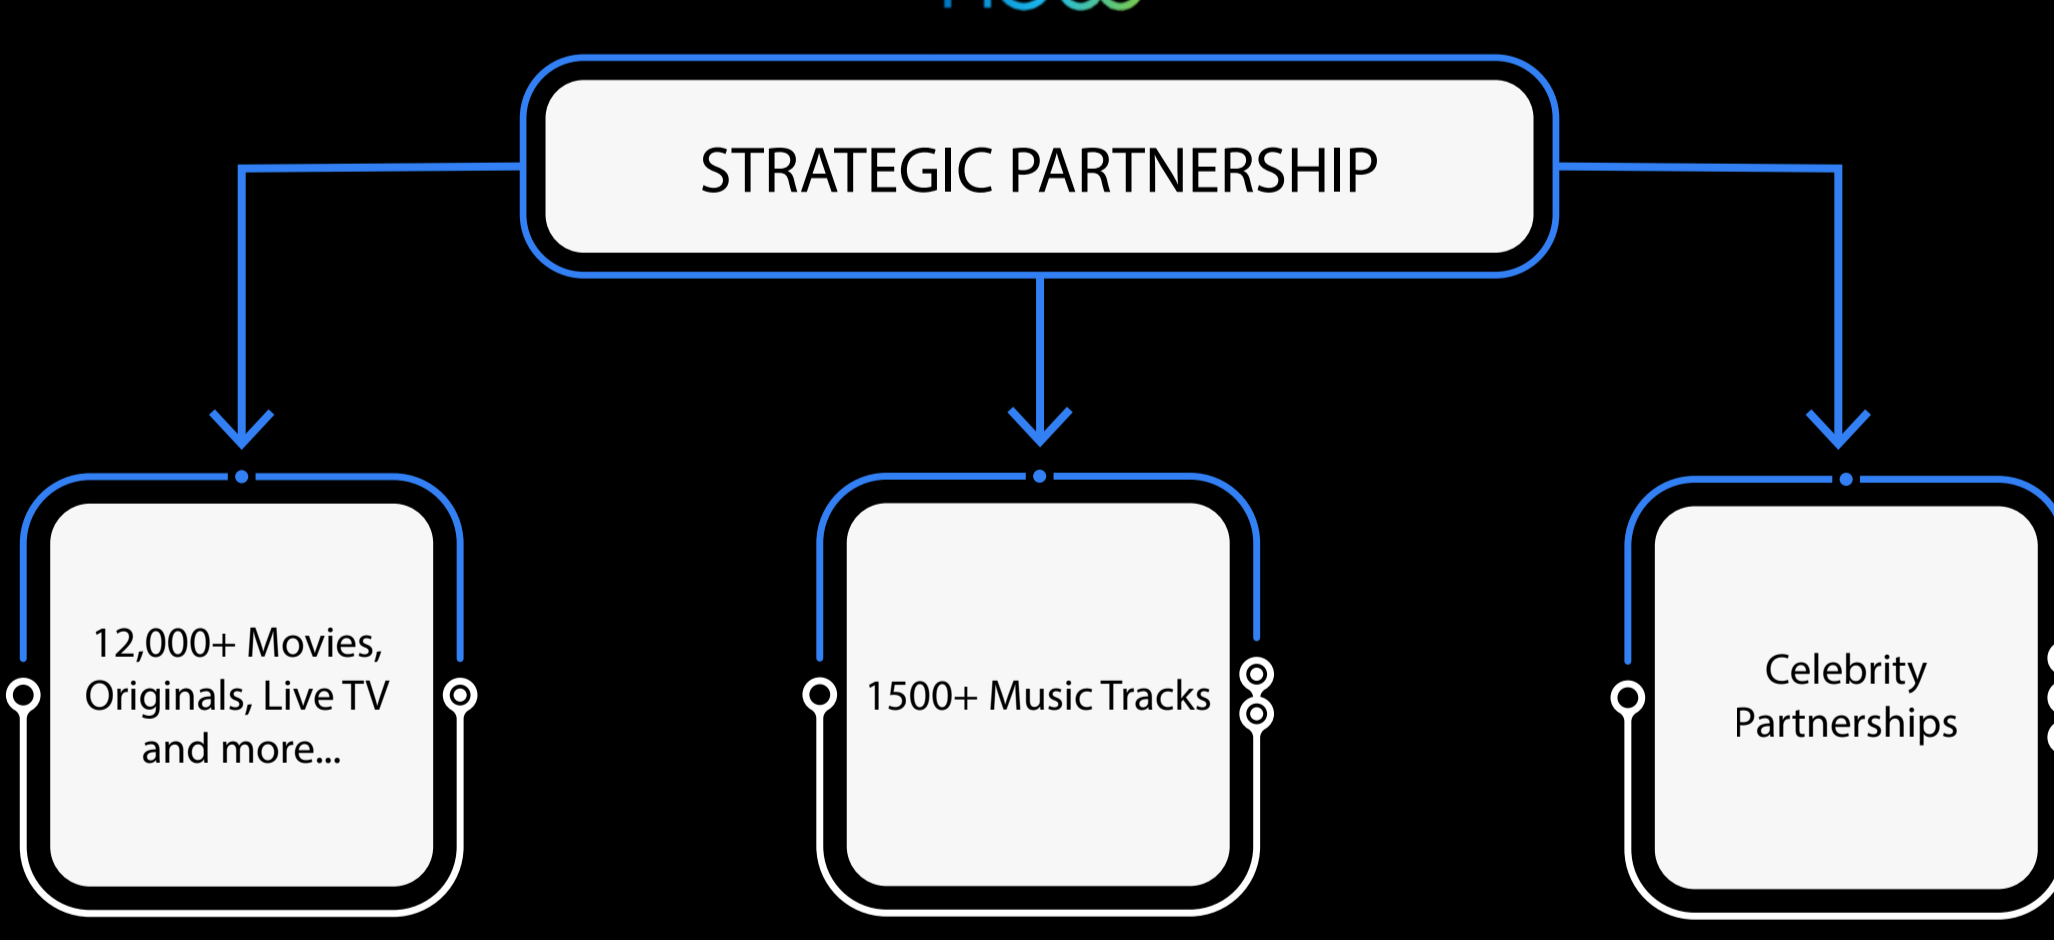 STRATEGIC PARTNERSHIP
12,000+ Movies,
Originals, Live TV
and more...
1500+ Music Tracks
Celebrity
Partnerships